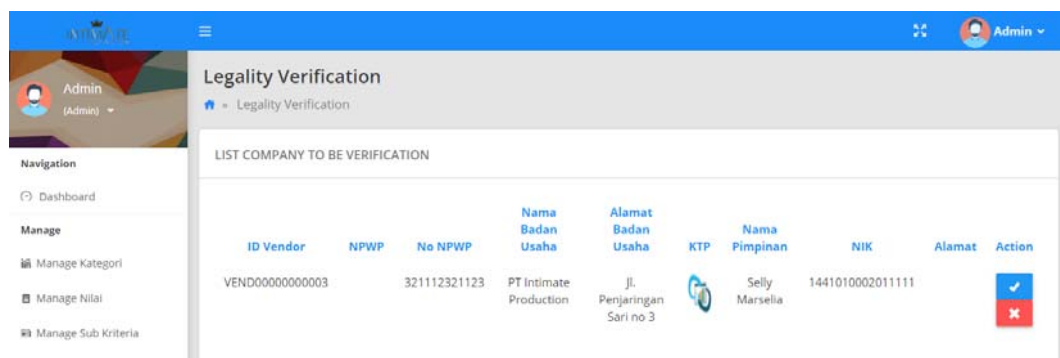 Admin
Legality Verification
Admin
(Admin)
» Legality Verification
Navigation
LIST COMPANY TO BE VERIFICATION
Dashboard
Manage
Manage Kategori
Manage Nilai
Manage Sub Kriteria
ID Vendor
NPWP
No NPWP
Nama
Badan
Usaha
Alamat
Badan
Usaha
KTP
Nama
Pimpinan
NIK
Alamat
Action
VEND00000000003
321112321123
PT Intimate
Production
Jl.
Penjaringan
Sari no 3
Selly
Marselia
1441010002011111